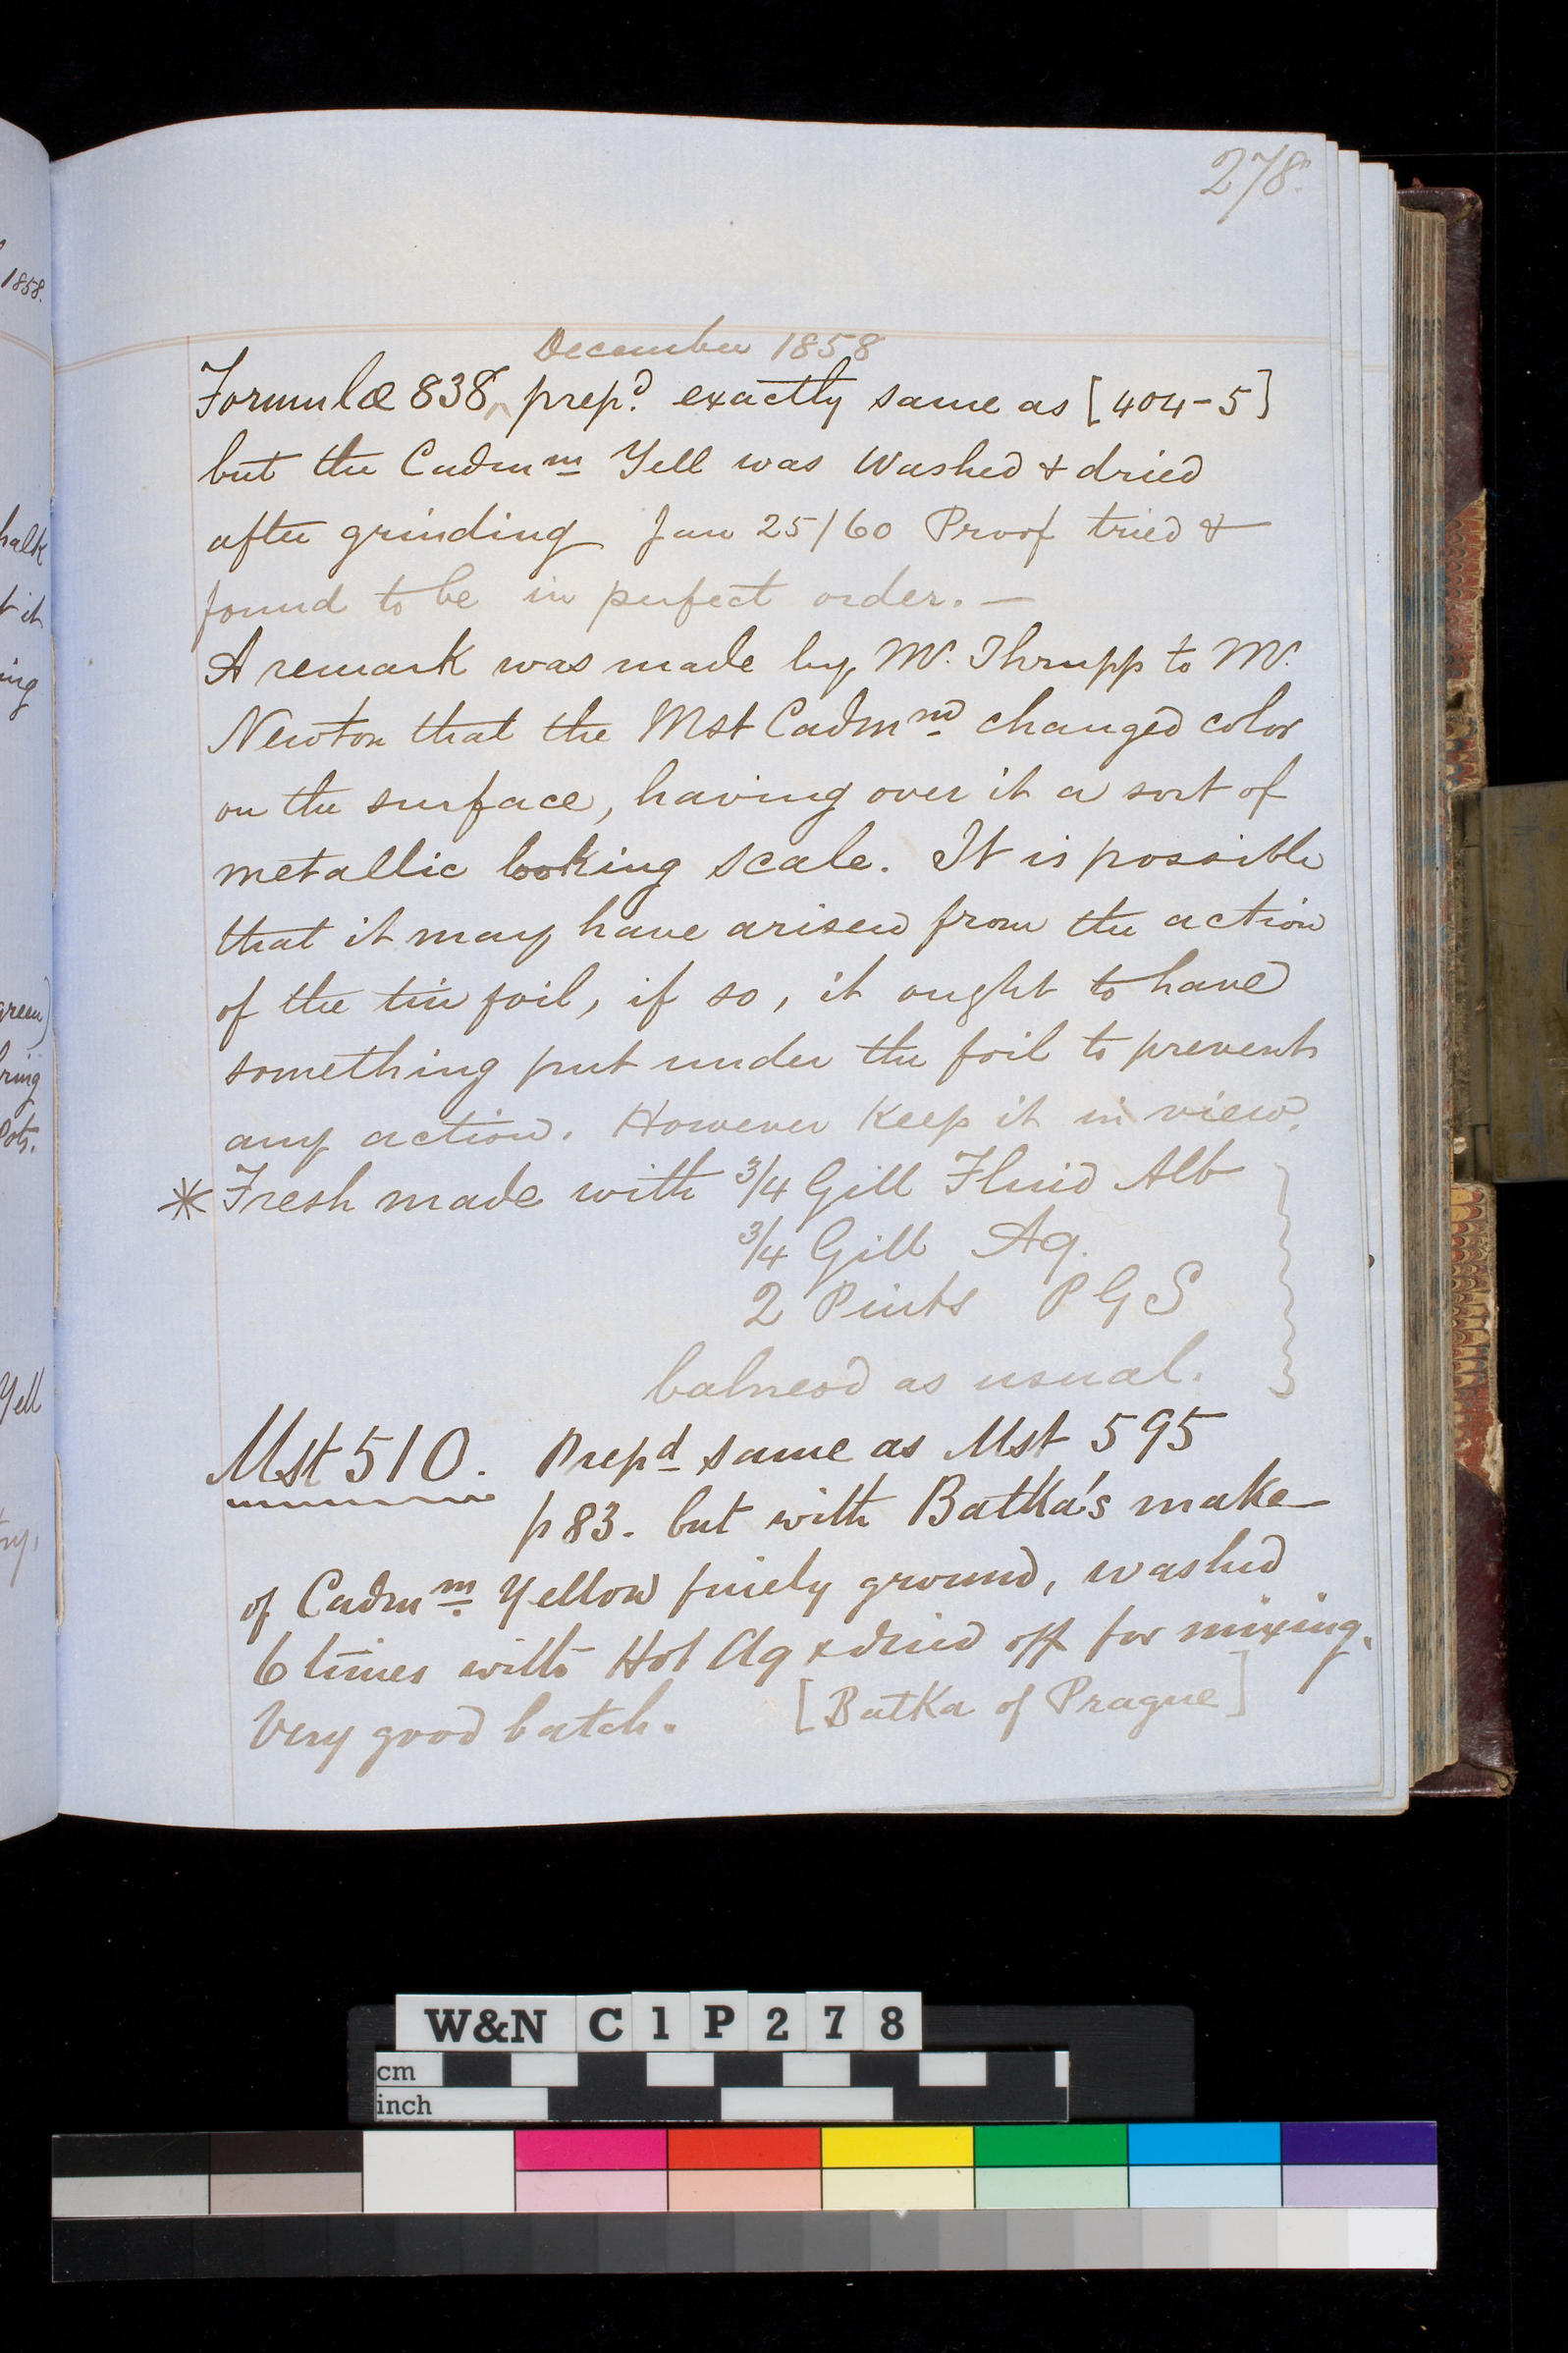 278.
1858.
December 1858
Formulæ 838 ^ prepd. exactly same as [404-5]
but the Cadmm Yell was Washed & dried
after grinding Jan 25/60 Proof tried &
found to be in perfect order. —
A remark was made by Mr. Thrupp to Mr.
Newton that the Mst Cadmm changed color
on the surface, having over it a sort of
metallic looking scale. It is possible
that it may have arisen from the action
of the tin foil, if so, it ought to have
something put under the foil to prevent
any action. However Keep it in view.
* Fresh made with 3/4 Gill Fluid Alb
3/4 Gill Aq.
2 Pints P G S
balneod as usual.
Mst 510. Prepd same as Mst 595
p 83. but with Batka's make
of Cadmm. Yellow finely ground, washed
6 times with Hot Aq & dried off for mixing.
Very good batch. [Batka of Prague]
halk
it
ing
green)
ring
Pots.
Yell
W&N C1P278
cm
inch